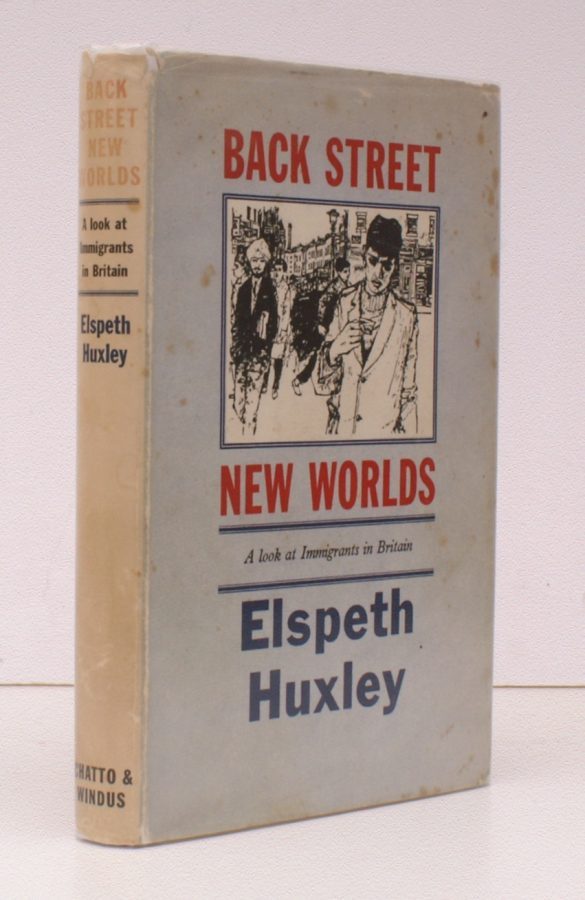 BACK
STREET
NEW
WORLDS
A look at
Immigrants
in Britain
Elspeth
Huxley
CHATTO &
WINDUS
BACK STREET
NEW WORLDS
A look at Immigrants in Britain
Elspeth
Huxley